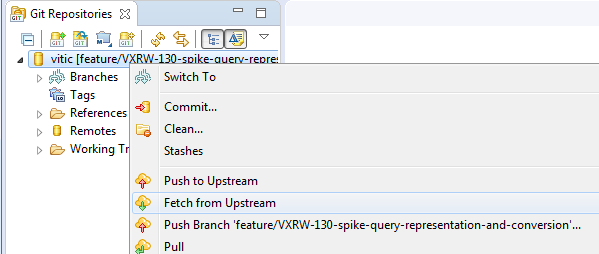 Git Repositories
vitic [feature/VXRW-130-spike-query-repres
Switch To
Branches
Tags
Commit...
References
Clean...
Remotes
Stashes
Working Tr
Push to Upstream
Fetch from Upstream
Push Branch 'feature/VXRW-130-spike-query-representation-and-conversion'...
Pull